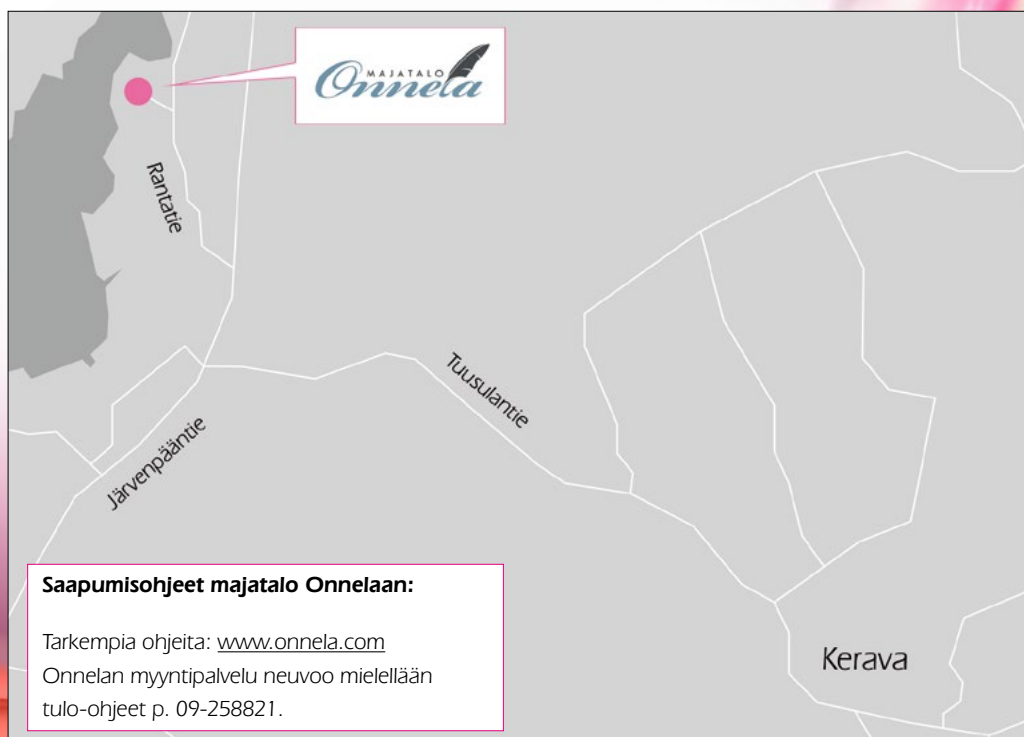 MAJATALO
Onnela
Rantatie
Tuusulantie
Järvenpääntie
Saapumisohjeet majatalo Onnelaan:
Tarkempia ohjeita: www.onnela.com
Onnelan myyntipalvelu neuvoo mielellään
tulo-ohjeet p. 09-258821.
Kerava